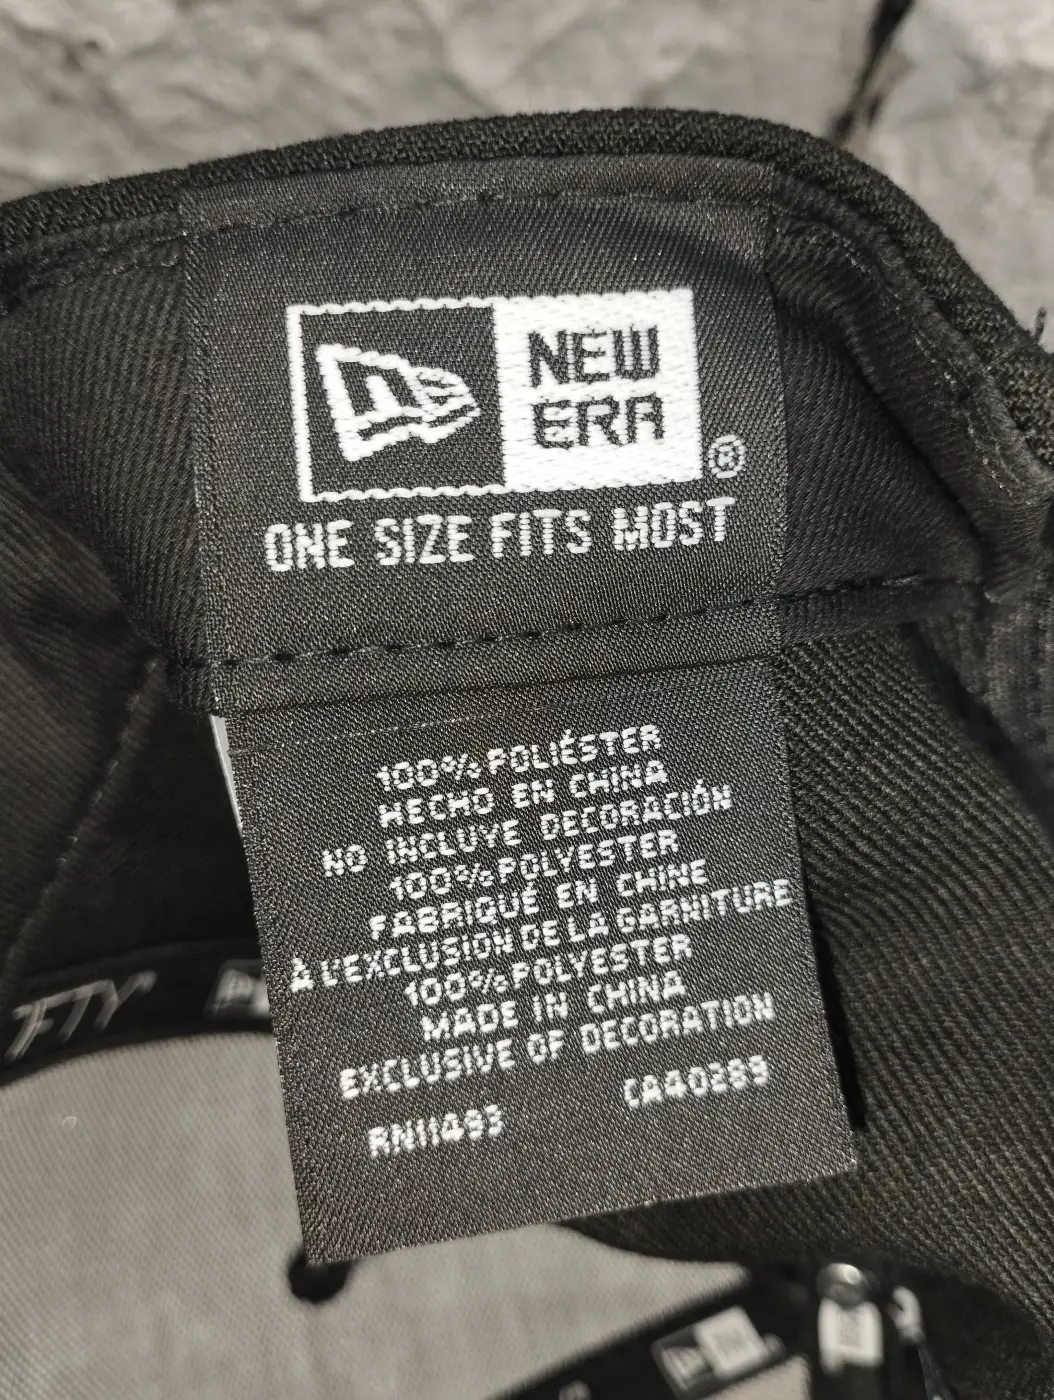 NEW
ERA
®
ONE SIZE FITS MOST
100% POLIÉSTER
HECHO EN CHINA
NO INCLUYE DECORACIÓN
100% POLYESTER
FABRIQUÉ EN CHINE
À L'EXCLUSION DE LA GARNITURE
100% POLYESTER
MADE IN CHINA
EXCLUSIVE OF DECORATION
RN11493 CA40289
FTY